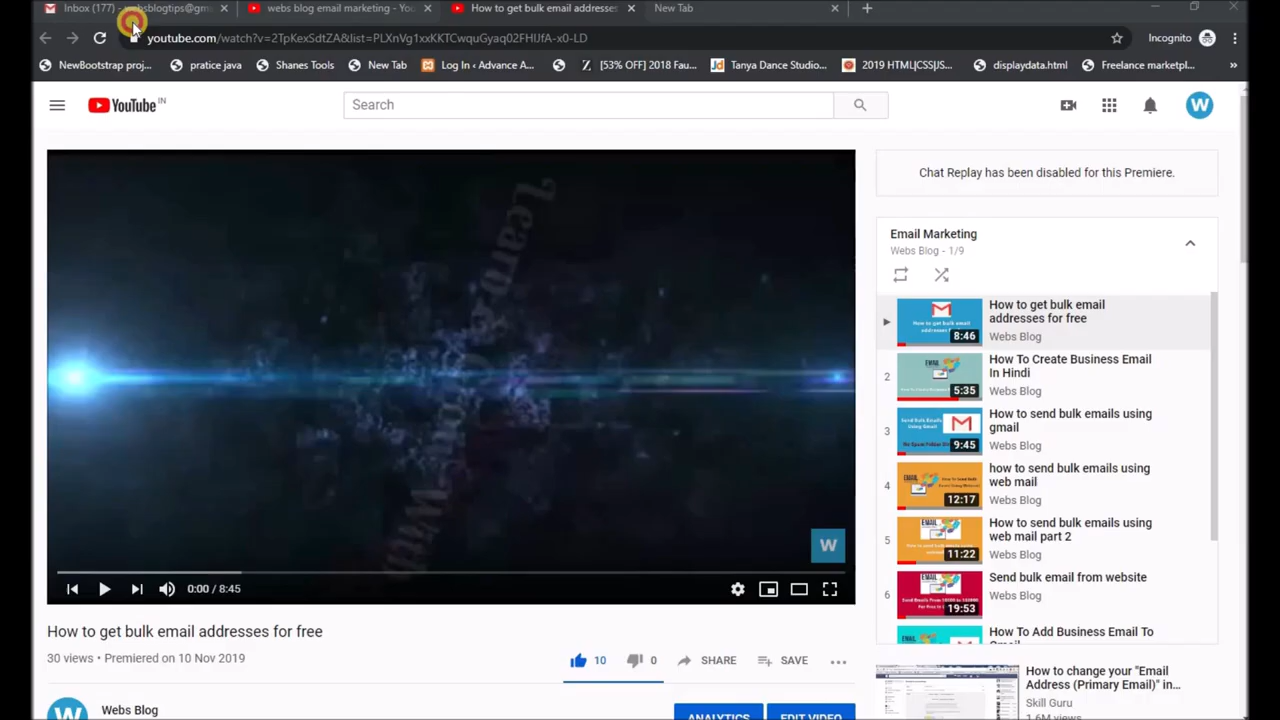 Inbox (177) - websblogtips@gm
webs blog email marketing - You
How to get bulk email addresses
New Tab
youtube.com/watch?v=2TpKexSdtZA&list=PLXnVg1xxKKTCwquGyaq02FHUfA-x0-LD
Incognito
NewBootstrap proj...
pratice java
Shanes Tools
New Tab
Log In ‹ Advance A...
[53% OFF] 2018 Fau...
Tanya Dance Studio...
2019 HTML|CSS|JS...
displaydata.html
Freelance marketpl...
»
YouTube IN
Search
W
Chat Replay has been disabled for this Premiere.
Email Marketing
Webs Blog - 1/9
How to get bulk email
addresses for free
Webs Blog
8:46
2
How To Create Business Email
In Hindi
Webs Blog
5:35
3
How to send bulk emails using
gmail
Webs Blog
9:45
4
how to send bulk emails using
web mail
Webs Blog
12:17
5
How to send bulk emails using
web mail part 2
Webs Blog
11:22
6
Send bulk email from website
Webs Blog
19:53
How To Add Business Email To
W
0:00 /
How to get bulk email addresses for free
30 views • Premiered on 10 Nov 2019
10
0
SHARE
SAVE
W
Webs Blog
ANALYTICS
EDIT VIDEO
How to change your "Email
Address (Primary Email)" in...
Skill Guru
1.6M views